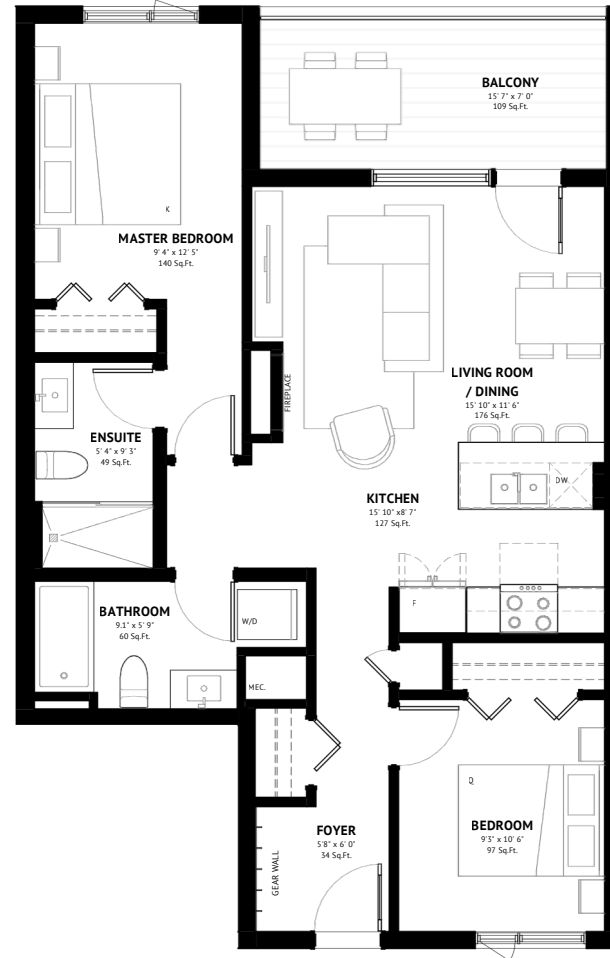 BALCONY
15' 7" x 7' 0"
109 Sq.Ft.
K
MASTER BEDROOM
9' 4" x 12' 5"
140 Sq.Ft.
FIREPLACE
LIVING ROOM
/ DINING
15' 10" x 11' 6"
176 Sq.Ft.
ENSUITE
5' 4" x 9' 3"
49 Sq.Ft.
DW
KITCHEN
15' 10" x8' 7"
127 Sq.Ft.
F
BATHROOM
9.1" x 5' 9"
60 Sq.Ft.
W/D
MEC.
Q
BEDROOM
9'3" x 10' 6"
97 Sq.Ft.
FOYER
5'8" x 6' 0"
34 Sq.Ft.
GEAR WALL